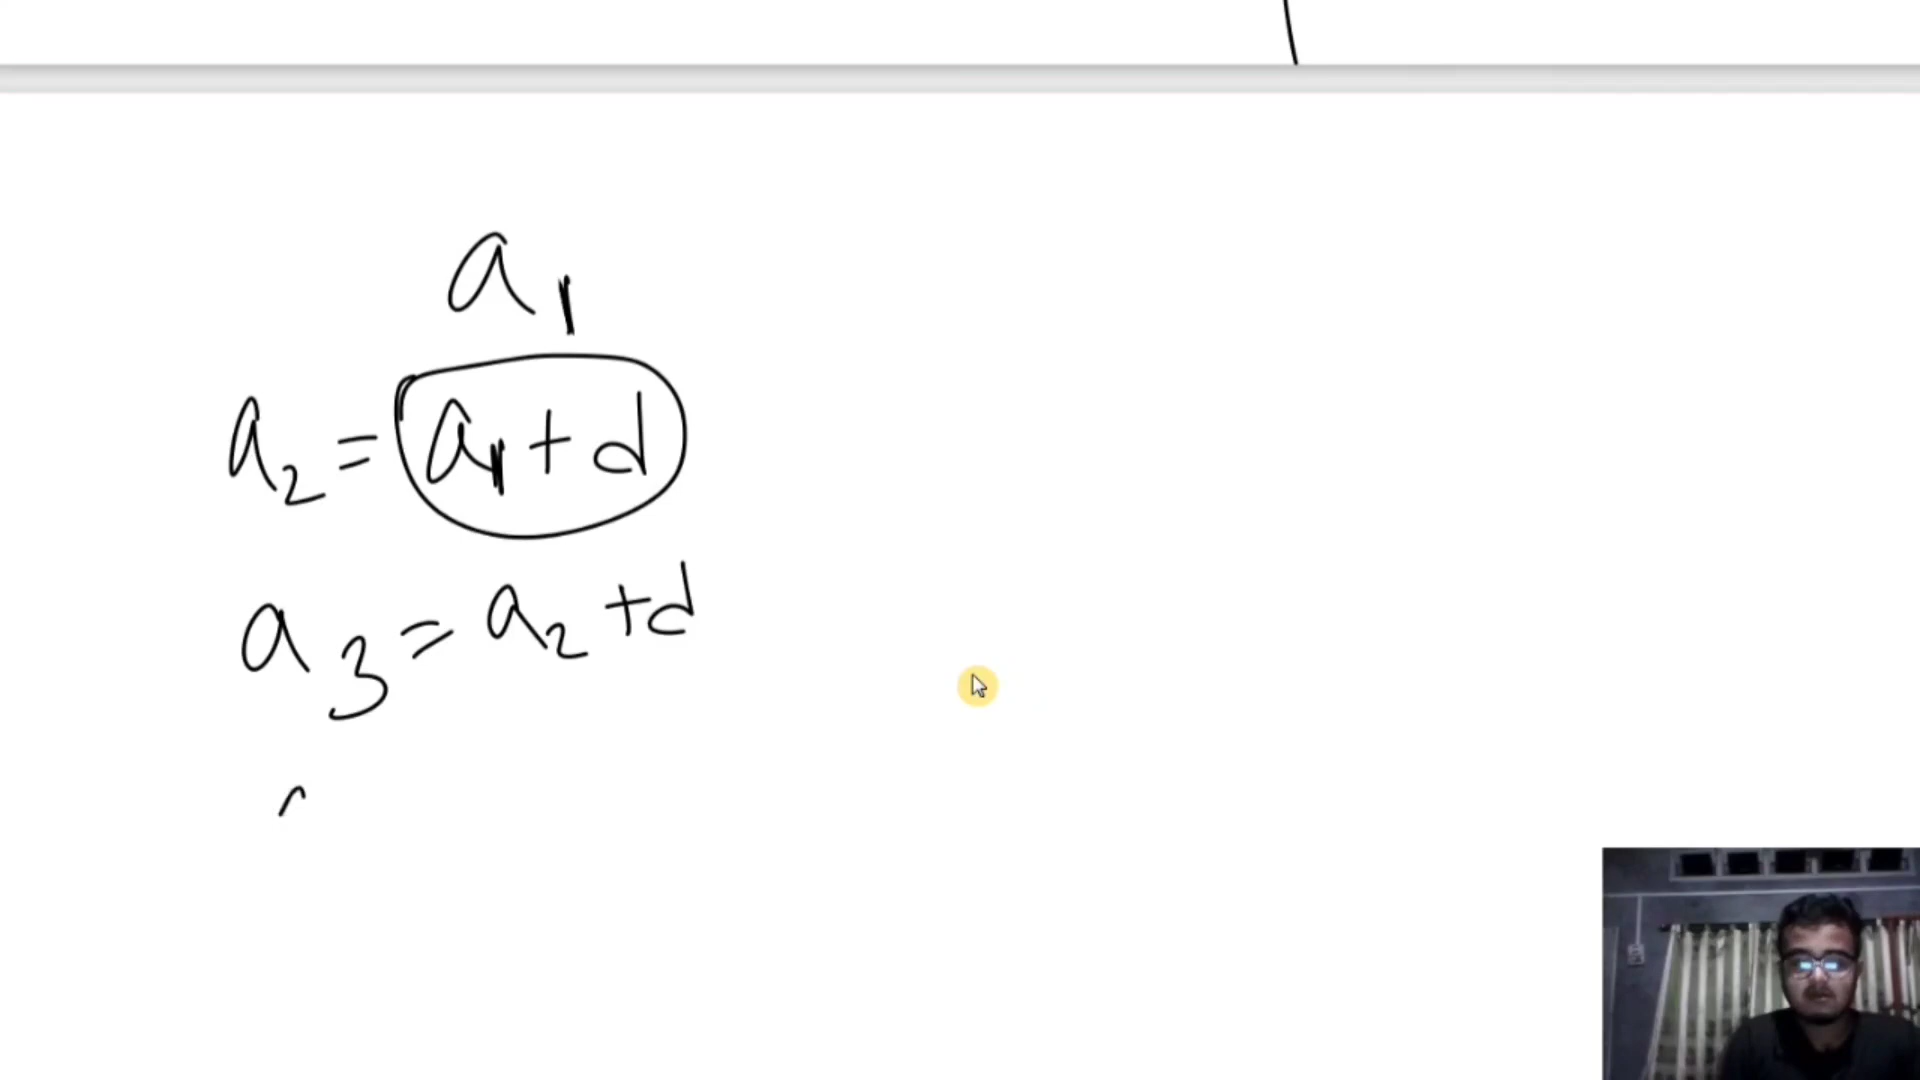 a₁
a₂ = a₁ + d
a₃ = a₂ + d